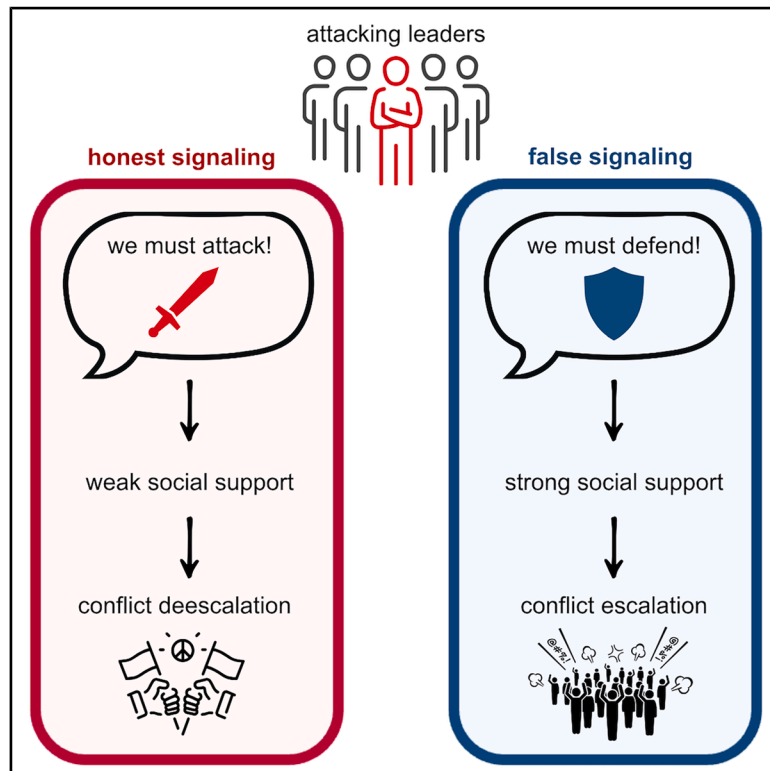 attacking leaders
honest signaling
we must attack!
weak social support
conflict deescalation
false signaling
we must defend!
strong social support
conflict escalation
@#%!
!%#@